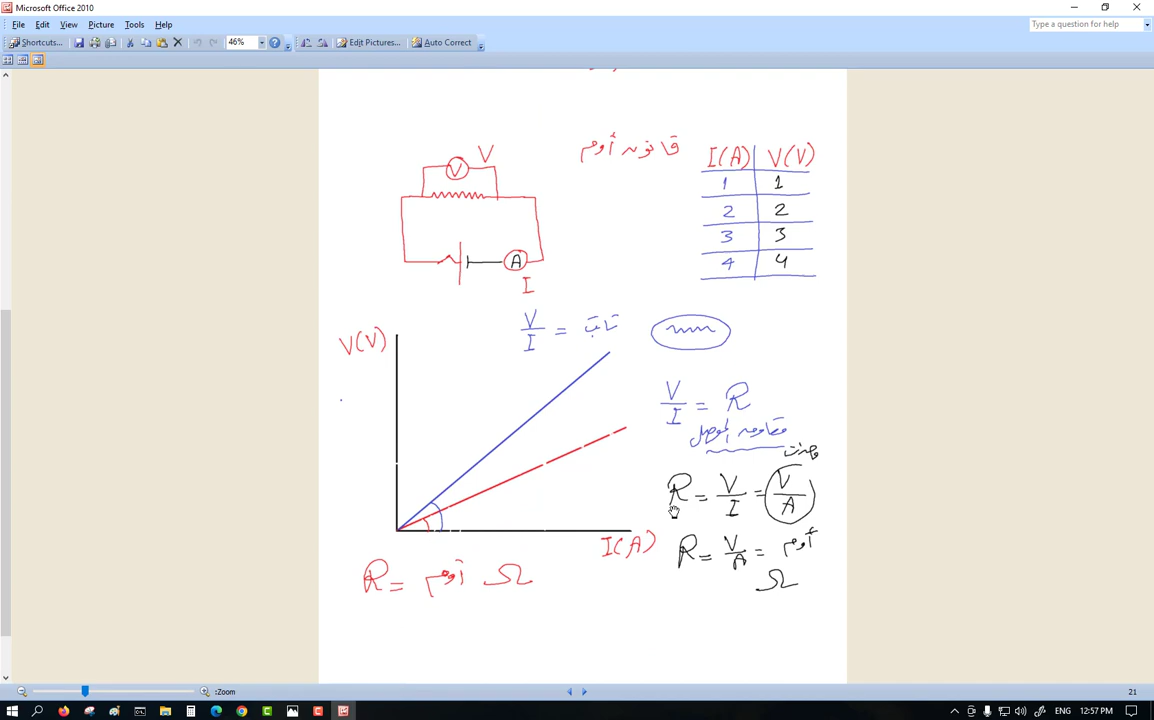 Microsoft Office 2010
File Edit View Picture Tools Help
Type a question for help
Shortcuts... 46% Edit Pictures... Auto Correct
قانون أوم
I(A) V(V)
1 1
2 2
3 3
4 4
V
V
A
I
V/I = ثابت
V(V)
I(A)
V/I = R
مقاومة الموصل
R = V/I = V/A
R = V/A = أوم
Ω
R = أوم Ω
:Zoom
21
ENG 12:57 PM